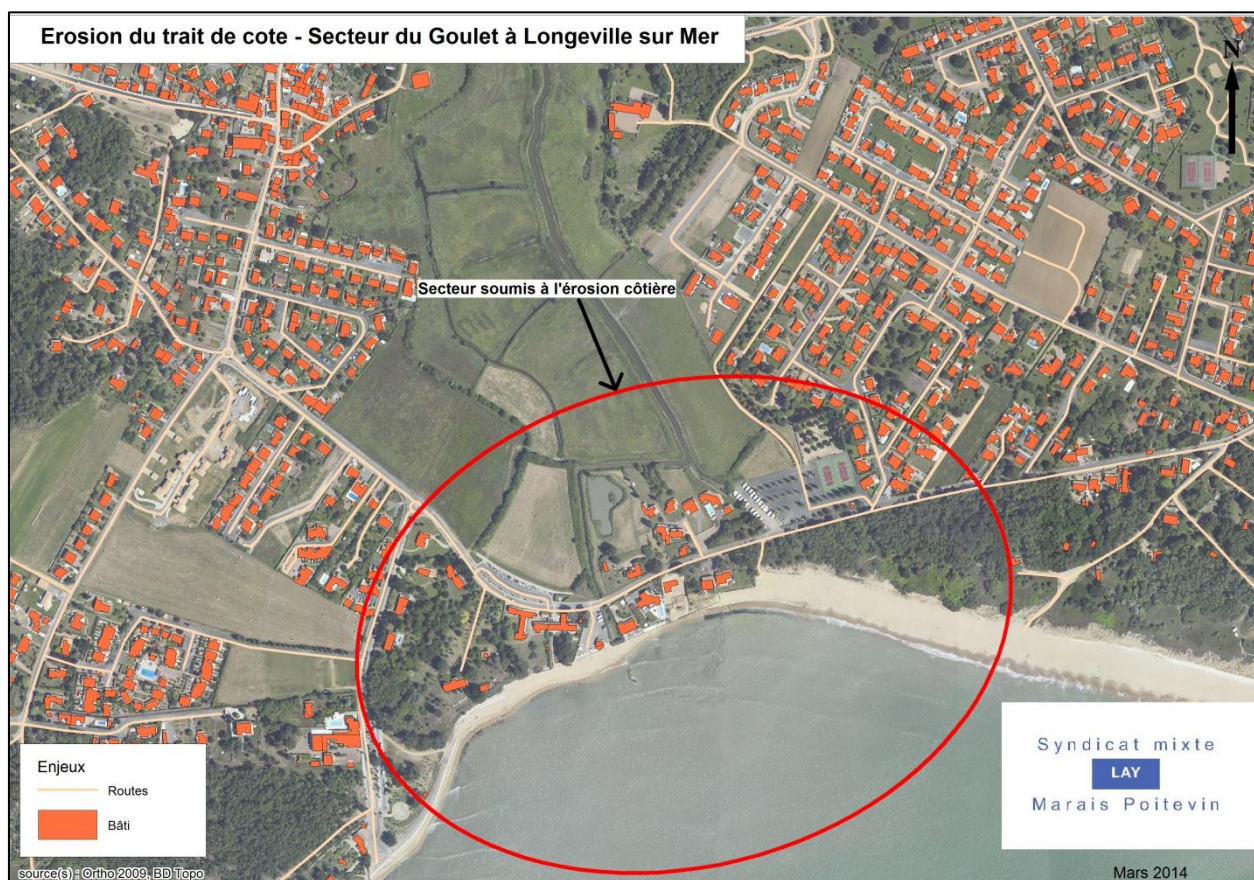 Erosion du trait de cote - Secteur du Goulet à Longeville sur Mer
N
Secteur soumis à l'érosion côtière
Enjeux
Routes
Bâti
Syndicat mixte
LAY
Marais Poitevin
source(s) : Ortho 2009, BD Topo
Mars 2014